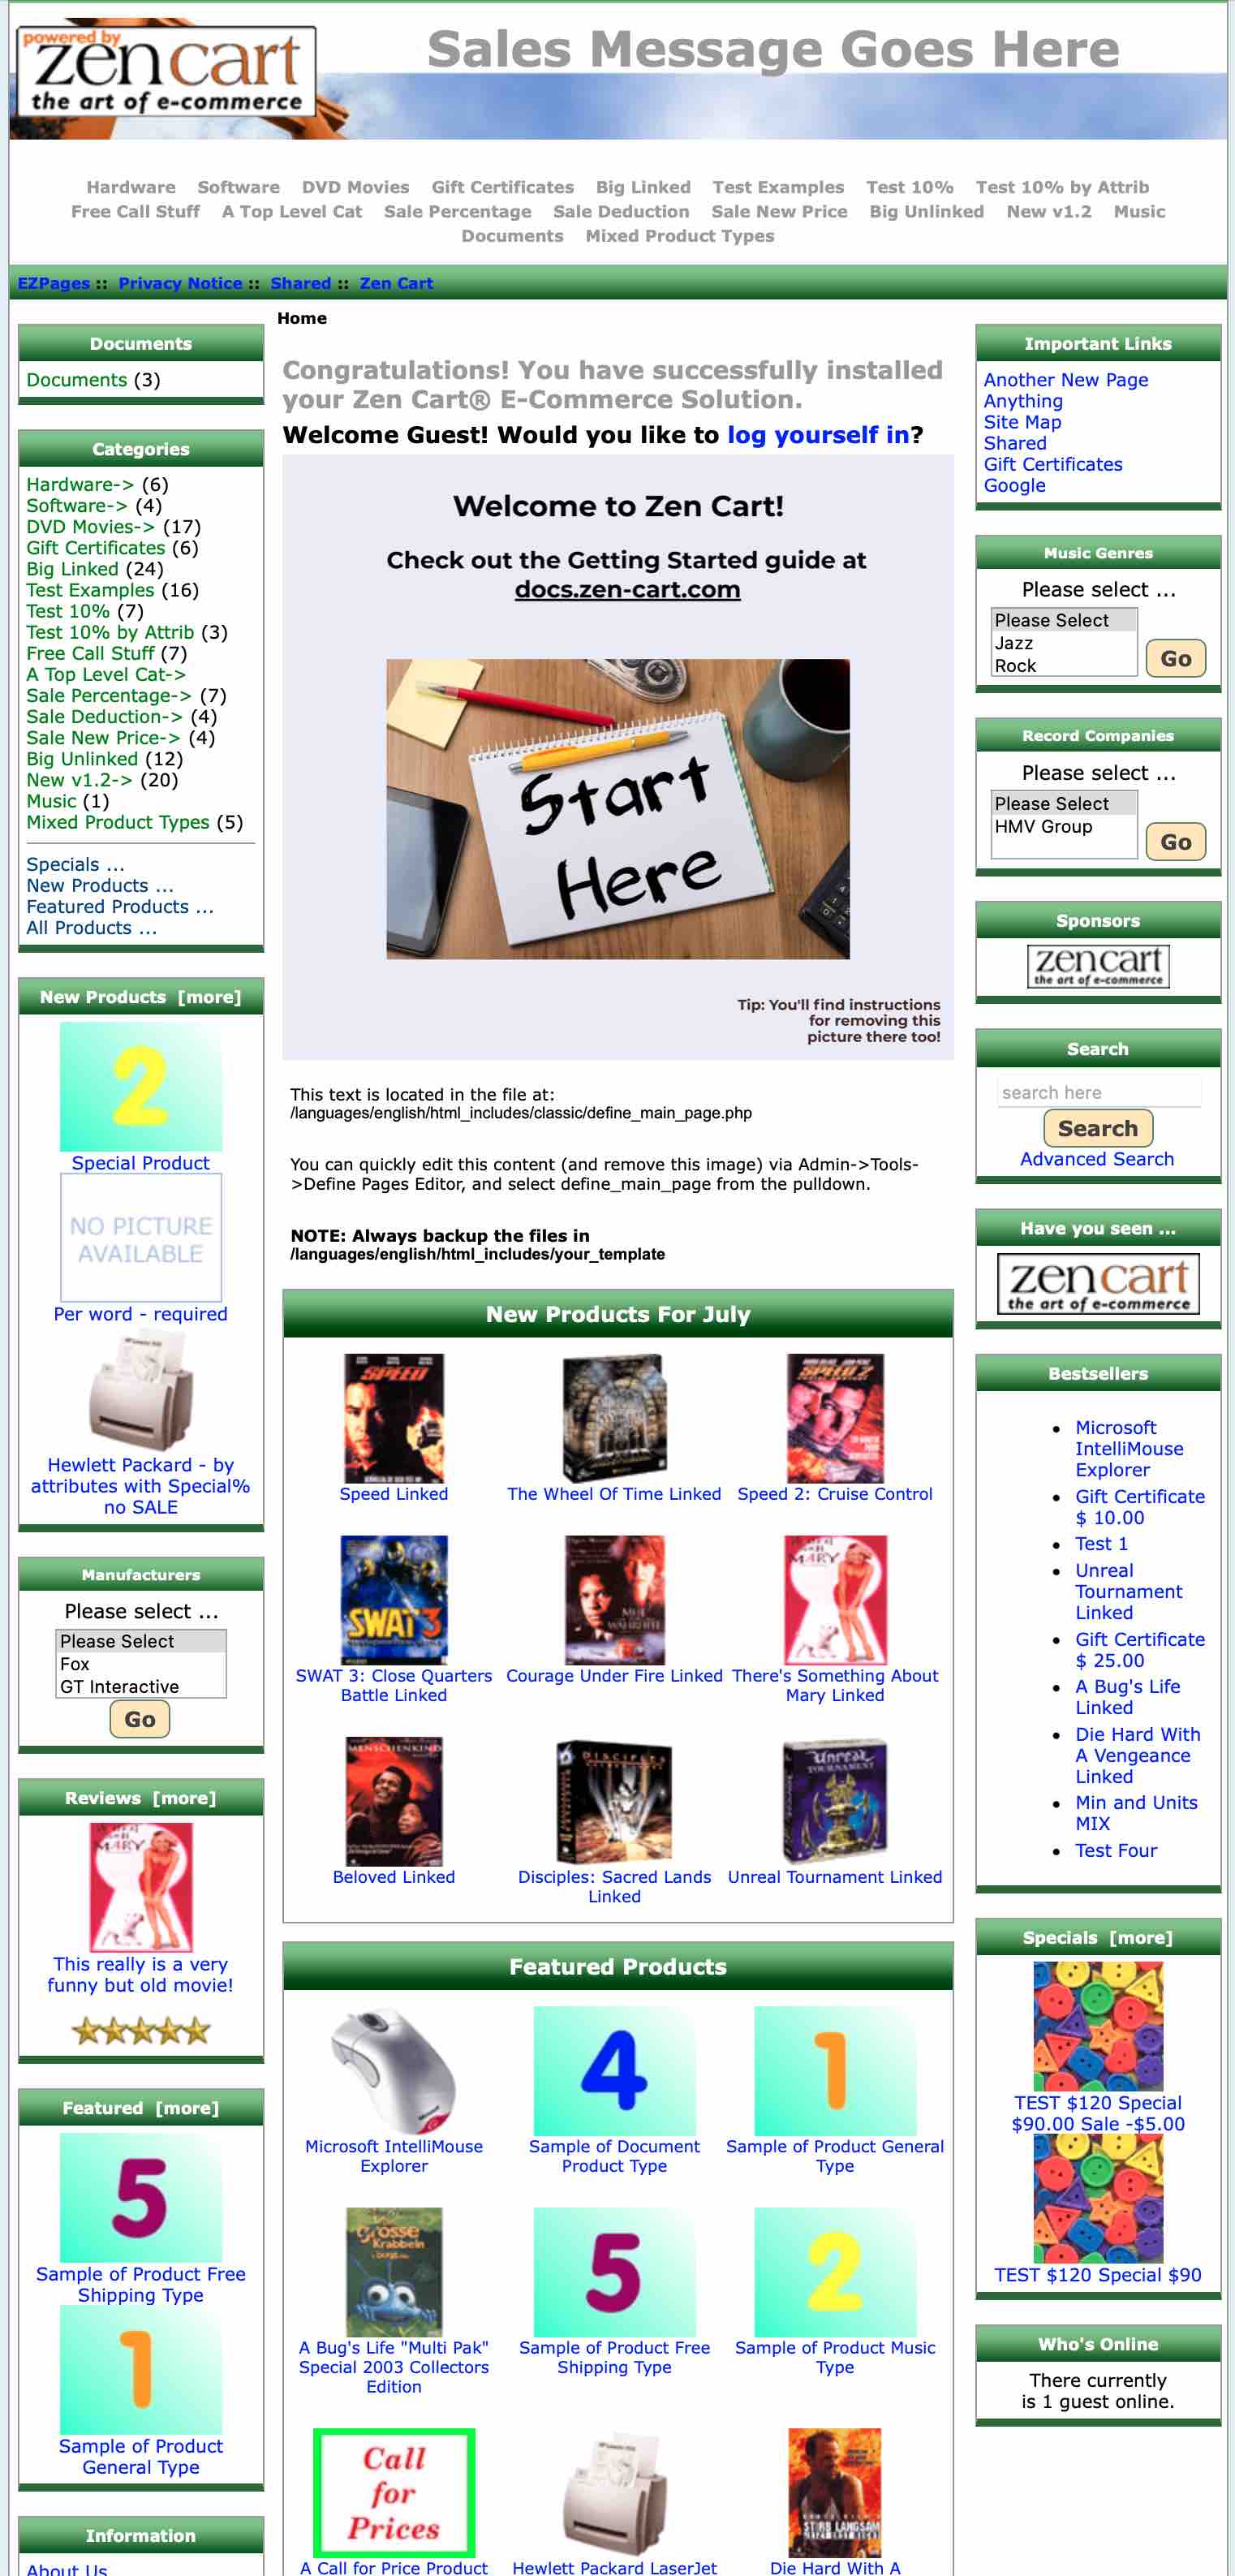 powered by
zen cart
the art of e-commerce
Sales Message Goes Here
Hardware Software DVD Movies Gift Certificates Big Linked Test Examples Test 10% Test 10% by Attrib
Free Call Stuff A Top Level Cat Sale Percentage Sale Deduction Sale New Price Big Unlinked New v1.2 Music
Documents Mixed Product Types
EZPages :: Privacy Notice :: Shared :: Zen Cart
Documents
Documents (3)
Categories
Hardware-> (6)
Software-> (4)
DVD Movies-> (17)
Gift Certificates (6)
Big Linked (24)
Test Examples (16)
Test 10% (7)
Test 10% by Attrib (3)
Free Call Stuff (7)
A Top Level Cat->
Sale Percentage-> (7)
Sale Deduction-> (4)
Sale New Price-> (4)
Big Unlinked (12)
New v1.2-> (20)
Music (1)
Mixed Product Types (5)
Specials ...
New Products ...
Featured Products ...
All Products ...
New Products [more]
2
Special Product
NO PICTURE
AVAILABLE
Per word - required
Hewlett Packard - by
attributes with Special%
no SALE
Manufacturers
Please select ...
Please Select
Fox
GT Interactive
Go
Reviews [more]
MARY
This really is a very
funny but old movie!
Featured [more]
5
Sample of Product Free
Shipping Type
1
Sample of Product
General Type
Information
About Us
Home
Congratulations! You have successfully installed
your Zen Cart® E-Commerce Solution.
Welcome Guest! Would you like to log yourself in?
Welcome to Zen Cart!
Check out the Getting Started guide at
docs.zen-cart.com
Start
Here
Tip: You'll find instructions
for removing this
picture there too!
This text is located in the file at:
/languages/english/html_includes/classic/define_main_page.php
You can quickly edit this content (and remove this image) via Admin->Tools-
>Define Pages Editor, and select define_main_page from the pulldown.
NOTE: Always backup the files in
/languages/english/html_includes/your_template
New Products For July
SPEED
SPEED 2
Speed Linked
The Wheel Of Time Linked
Speed 2: Cruise Control
SWAT 3
MARY
SWAT 3: Close Quarters
Battle Linked
Courage Under Fire Linked
There's Something About
Mary Linked
MENSCHENKIND
DISCIPLES
Unreal
TOURNAMENT
Beloved Linked
Disciples: Sacred Lands
Linked
Unreal Tournament Linked
Featured Products
4
1
Microsoft IntelliMouse
Explorer
Sample of Document
Product Type
Sample of Product General
Type
Grosse
Krabbeln
5
2
A Bug's Life "Multi Pak"
Special 2003 Collectors
Edition
Sample of Product Free
Shipping Type
Sample of Product Music
Type
Call
for
Prices
STIRB LANGSAM
A Call for Price Product
Hewlett Packard LaserJet
Die Hard With A
Important Links
Another New Page
Anything
Site Map
Shared
Gift Certificates
Google
Music Genres
Please select ...
Please Select
Jazz
Rock
Go
Record Companies
Please select ...
Please Select
HMV Group
Go
Sponsors
zen cart
the art of e-commerce
Search
search here
Search
Advanced Search
Have you seen ...
zen cart
the art of e-commerce
Bestsellers
Microsoft
IntelliMouse
Explorer
Gift Certificate
$ 10.00
Test 1
Unreal
Tournament
Linked
Gift Certificate
$ 25.00
A Bug's Life
Linked
Die Hard With
A Vengeance
Linked
Min and Units
MIX
Test Four
Specials [more]
TEST $120 Special
$90.00 Sale -$5.00
TEST $120 Special $90
Who's Online
There currently
is 1 guest online.